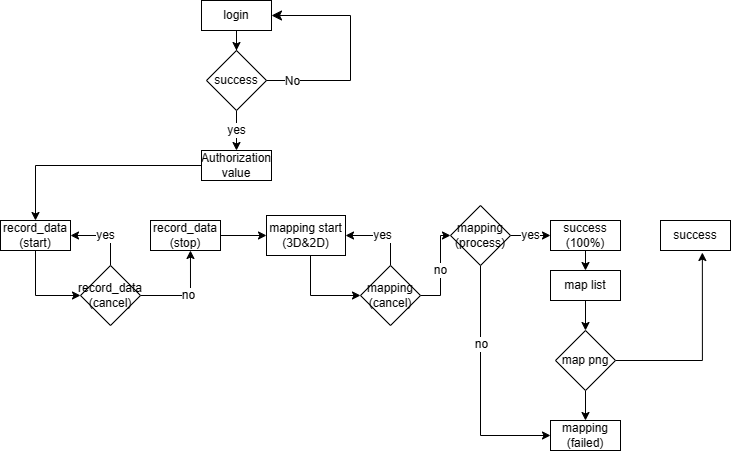 login
success
No
yes
Authorization
value
record_data
(start)
yes
record_data
(cancel)
no
record_data
(stop)
mapping start
(3D&2D)
yes
mapping
(cancel)
no
mapping
(process)
yes
no
success
(100%)
map list
map png
success
mapping
(failed)